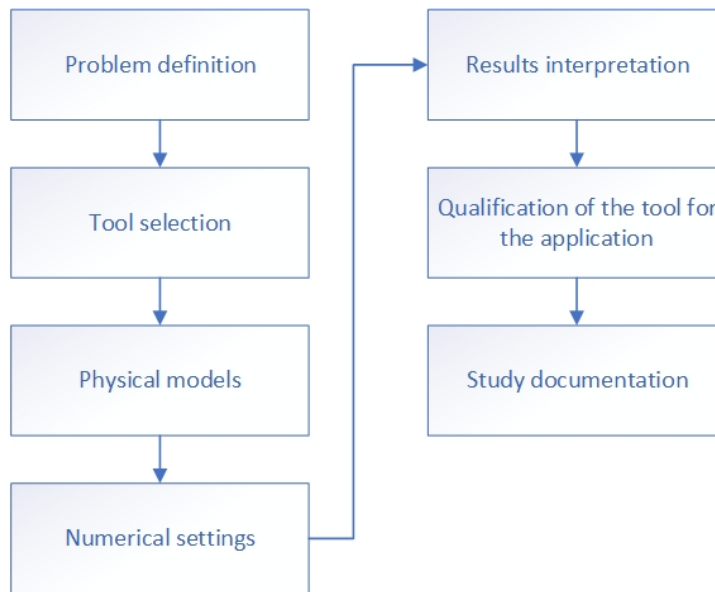 Problem definition
Tool selection
Physical models
Numerical settings
Results interpretation
Qualification of the tool for
the application
Study documentation